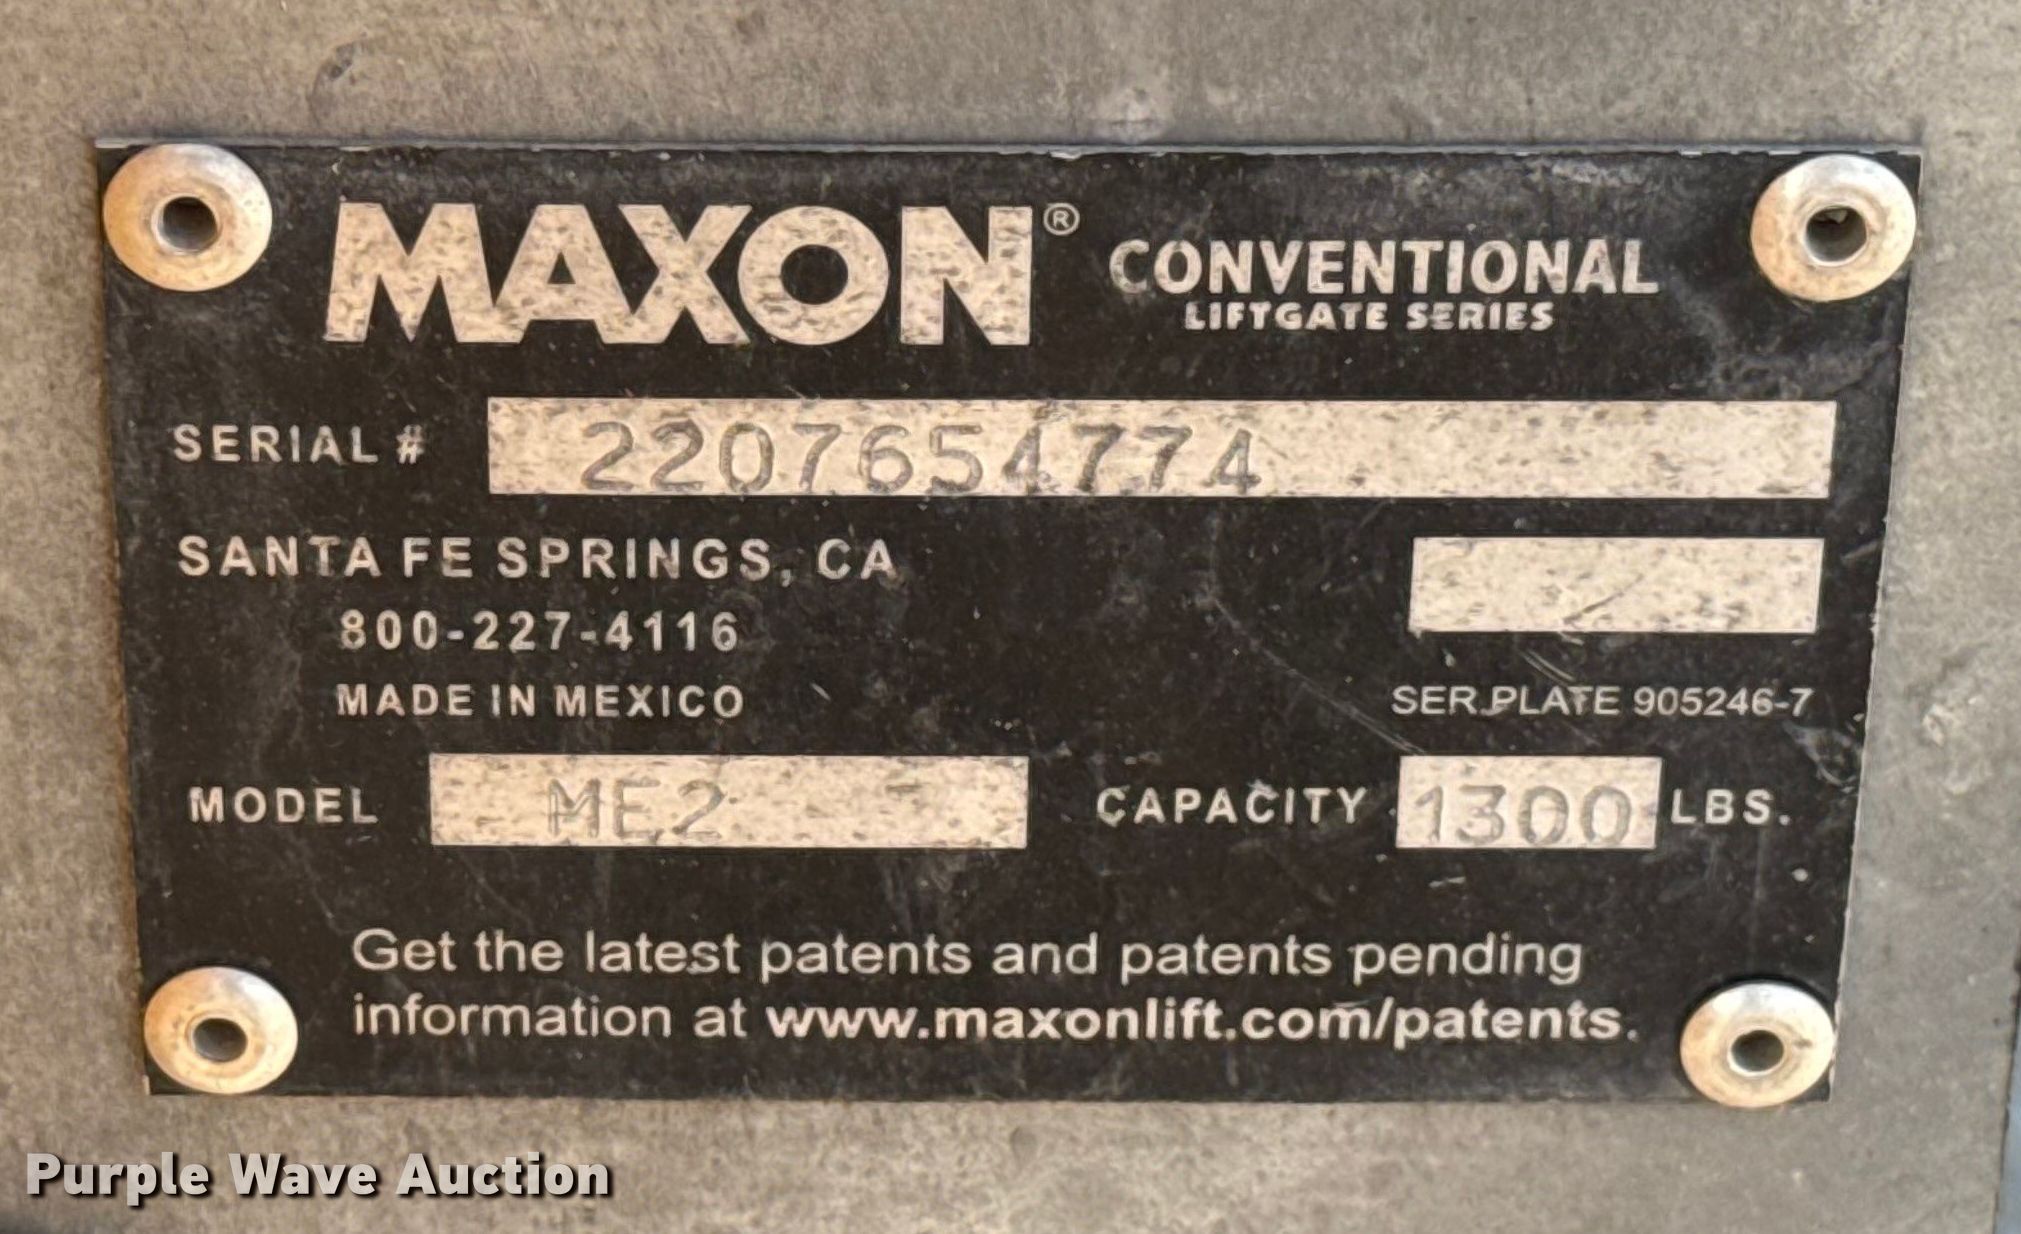 MAXON® CONVENTIONAL
LIFTGATE SERIES
SERIAL # 2207654774
SANTA FE SPRINGS, CA
800-227-4116
MADE IN MEXICO
SER.PLATE 905246-7
MODEL ME2 CAPACITY 1300 LBS.
Get the latest patents and patents pending
information at www.maxonlift.com/patents.
Purple Wave Auction